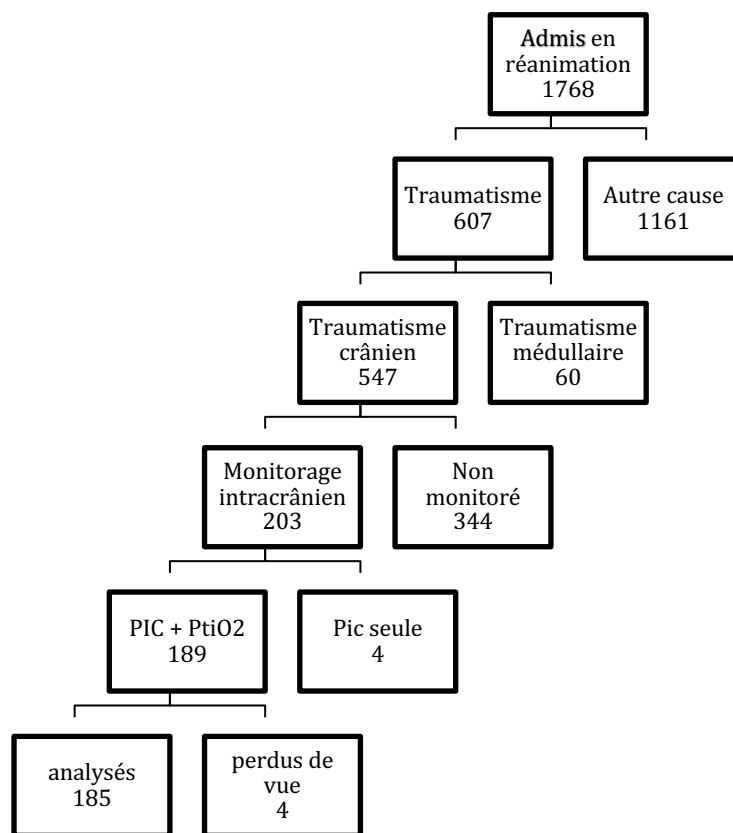 Admis en
réanimation
1768
Traumatisme
607
Autre cause
1161
Traumatisme
crânien
547
Traumatisme
médullaire
60
Monitorage
intracrânien
203
Non
monitoré
344
PIC + PtiO2
189
Pic seule
4
analysés
185
perdus de
vue
4